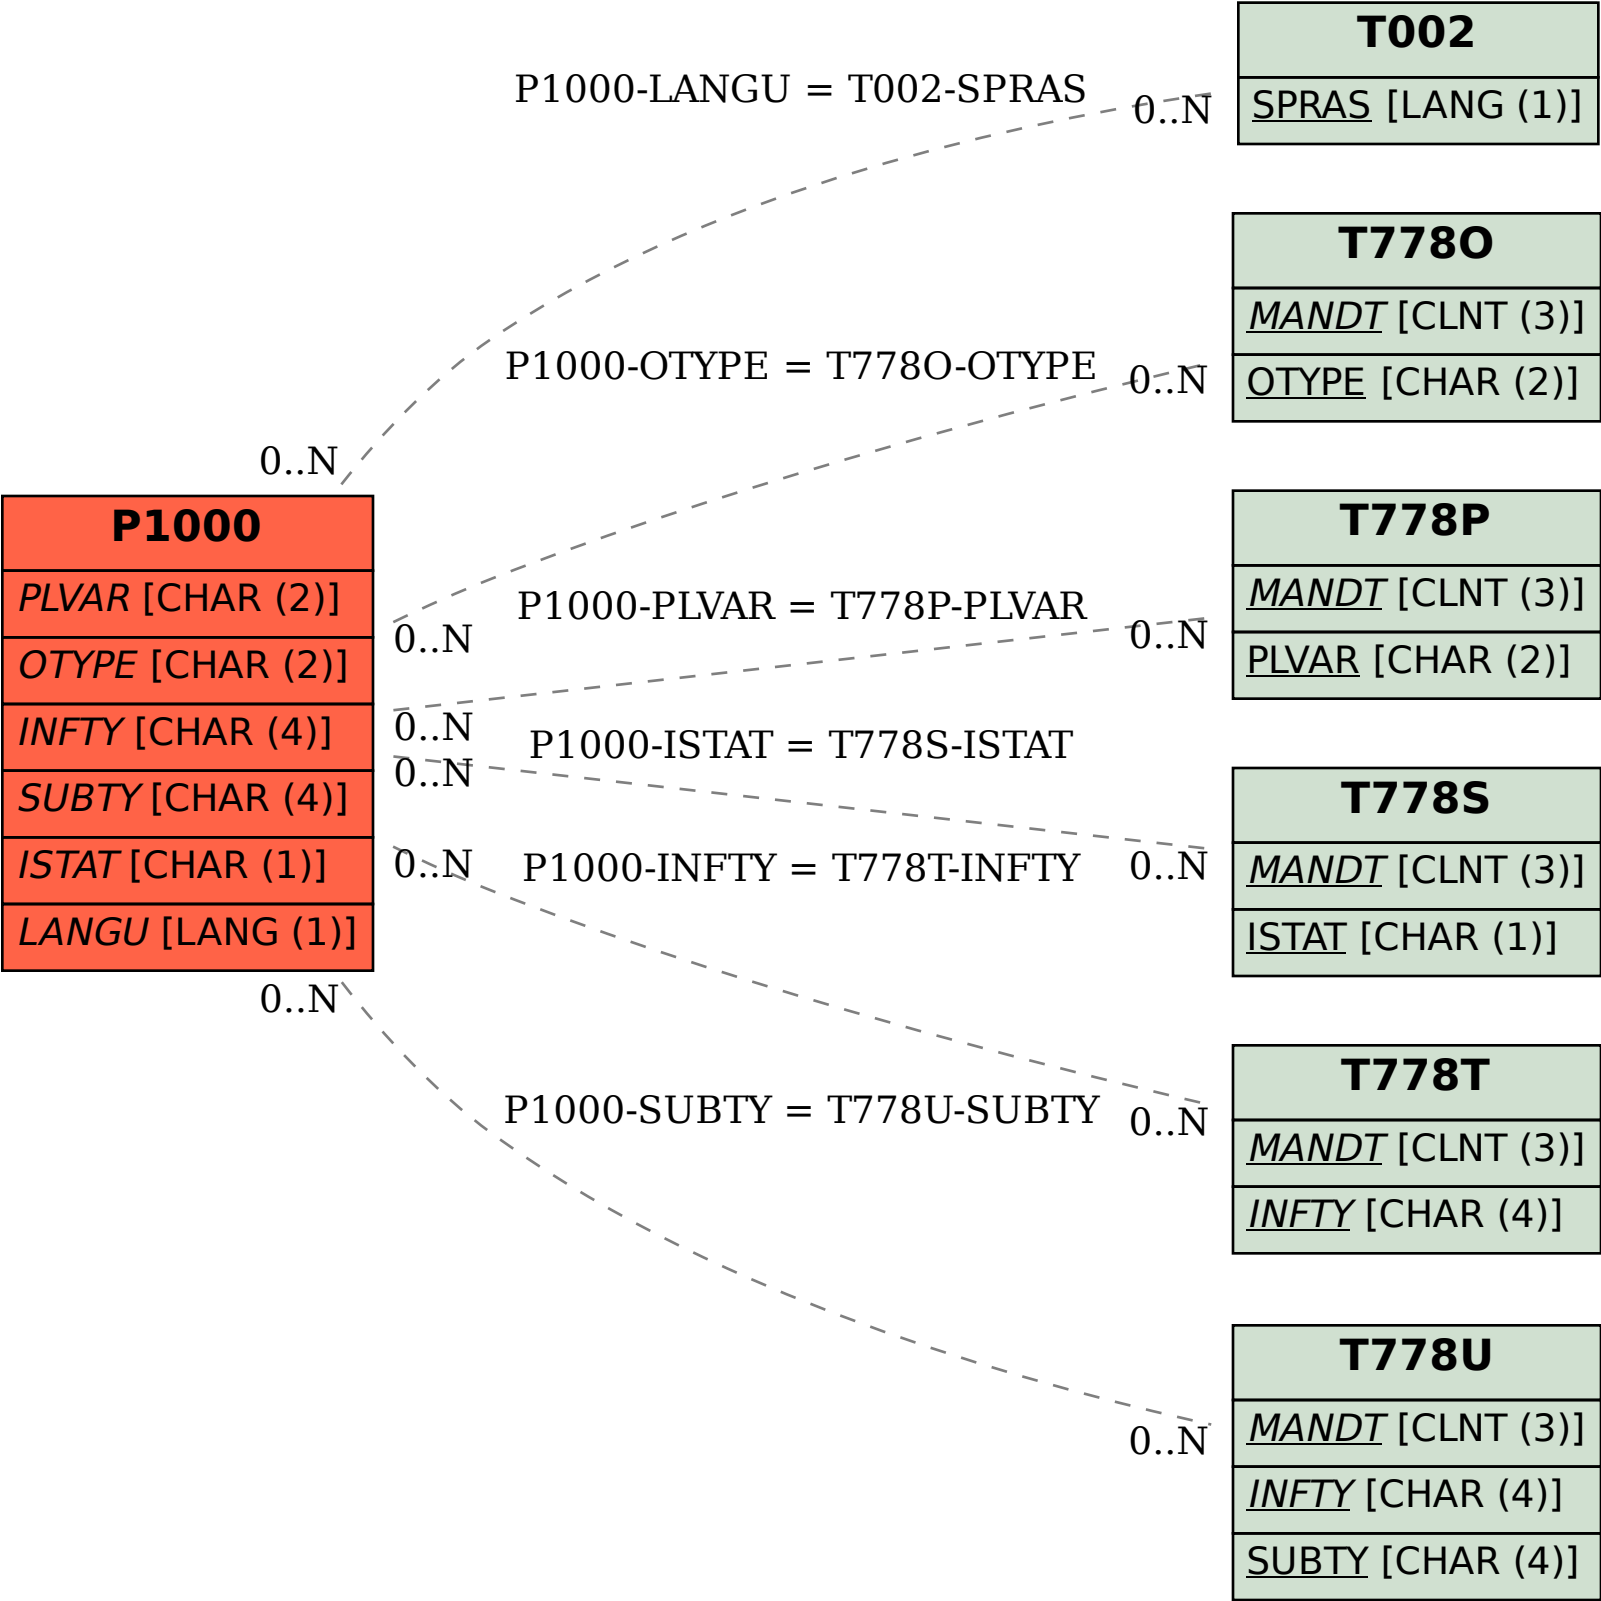 T002
SPRAS [LANG (1)]
P1000-LANGU = T002-SPRAS
0..N
0..N
T778O
MANDT [CLNT (3)]
OTYPE [CHAR (2)]
P1000-OTYPE = T778O-OTYPE
0..N
0..N
P1000
PLVAR [CHAR (2)]
OTYPE [CHAR (2)]
INFTY [CHAR (4)]
SUBTY [CHAR (4)]
ISTAT [CHAR (1)]
LANGU [LANG (1)]
T778P
MANDT [CLNT (3)]
PLVAR [CHAR (2)]
P1000-PLVAR = T778P-PLVAR
0..N
0..N
P1000-ISTAT = T778S-ISTAT
0..N
0..N
T778S
MANDT [CLNT (3)]
ISTAT [CHAR (1)]
P1000-INFTY = T778T-INFTY
0..N
0..N
T778T
MANDT [CLNT (3)]
INFTY [CHAR (4)]
P1000-SUBTY = T778U-SUBTY
0..N
0..N
T778U
MANDT [CLNT (3)]
INFTY [CHAR (4)]
SUBTY [CHAR (4)]